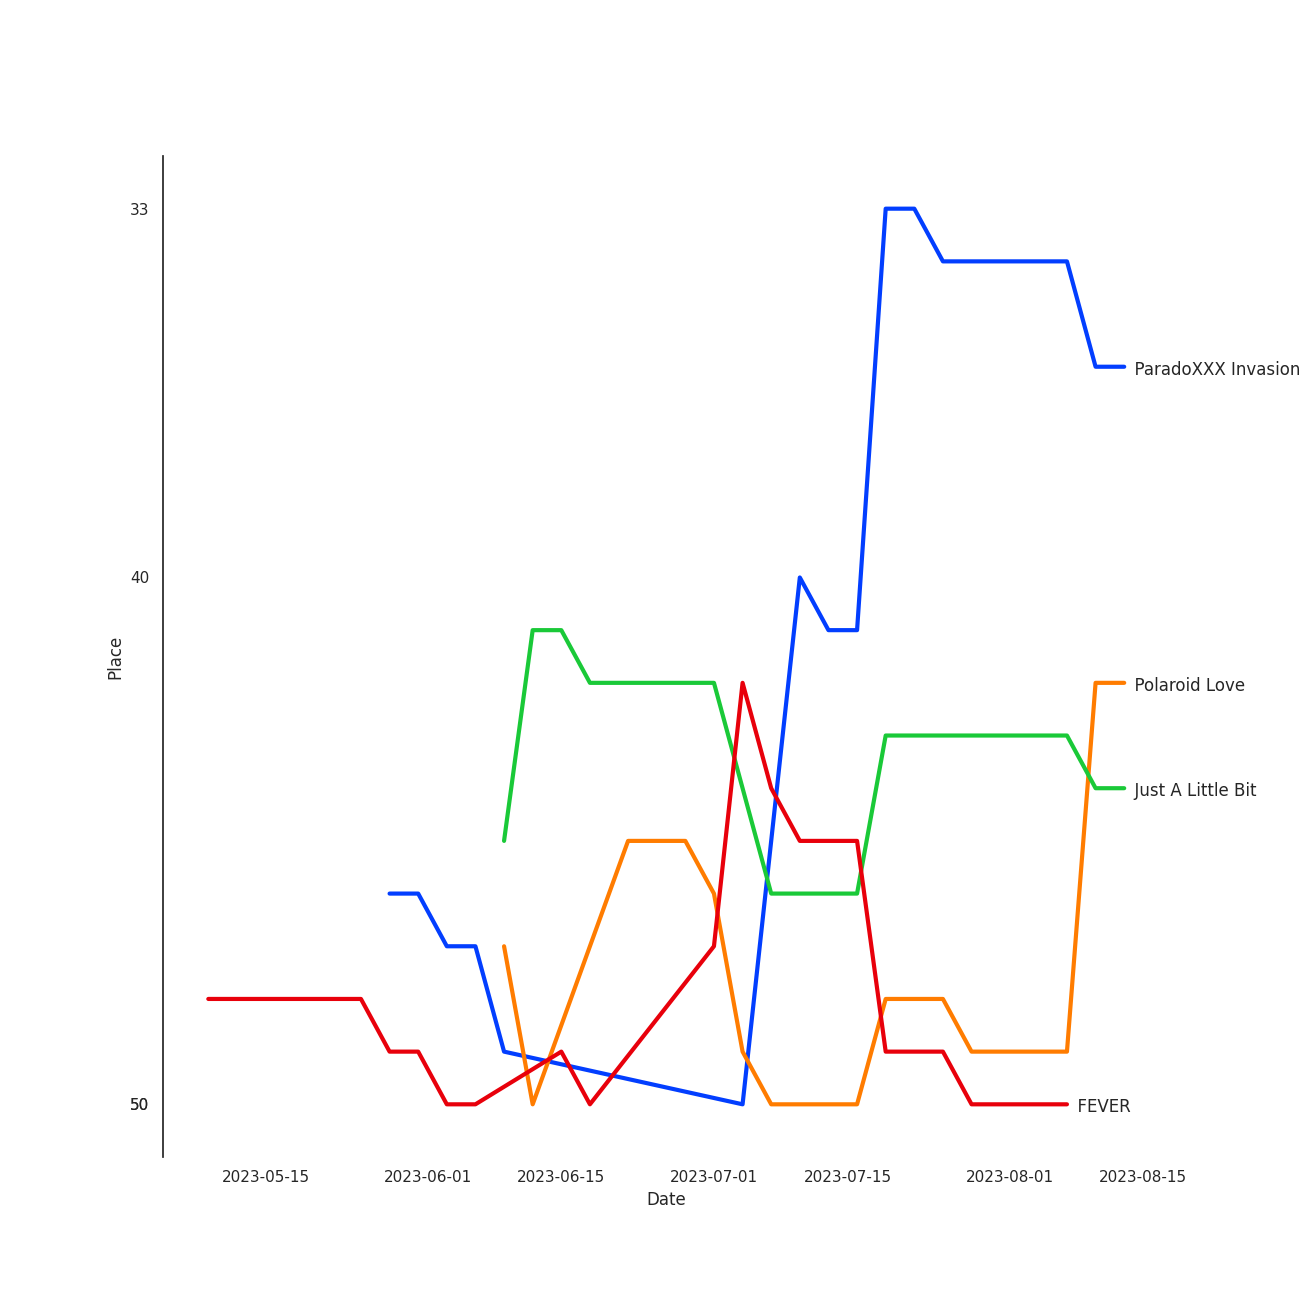 33
ParadoXXX Invasion
40
Place
Polaroid Love
Just A Little Bit
50
FEVER
2023-05-15 2023-06-01 2023-06-15 2023-07-01 2023-07-15 2023-08-01 2023-08-15
Date